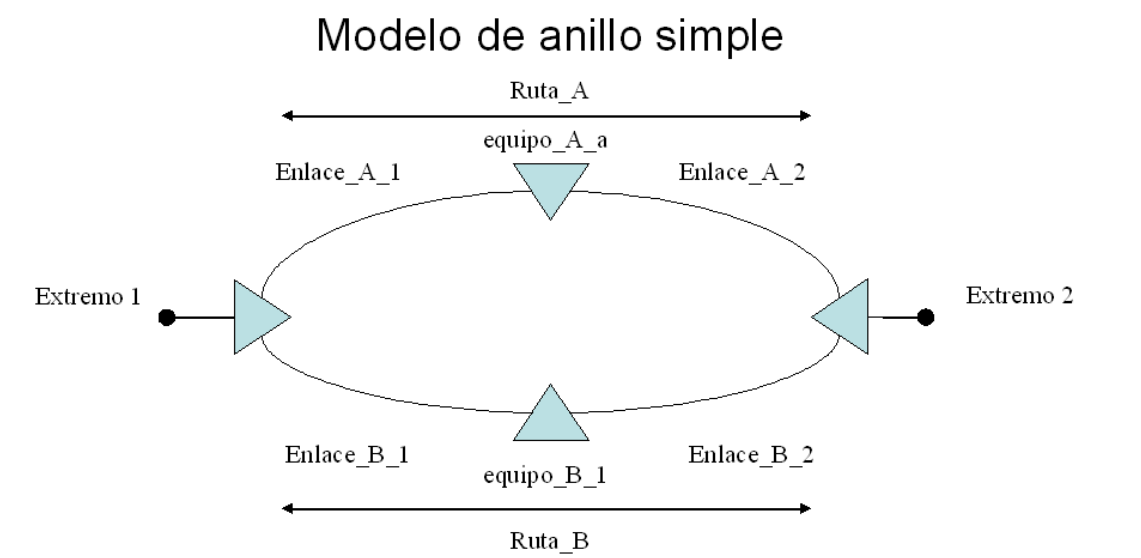 Modelo de anillo simple
Ruta_A
equipo_A_a
Enlace_A_1
Enlace_A_2
Extremo 1
Extremo 2
Enlace_B_1
Enlace_B_2
equipo_B_1
Ruta_B